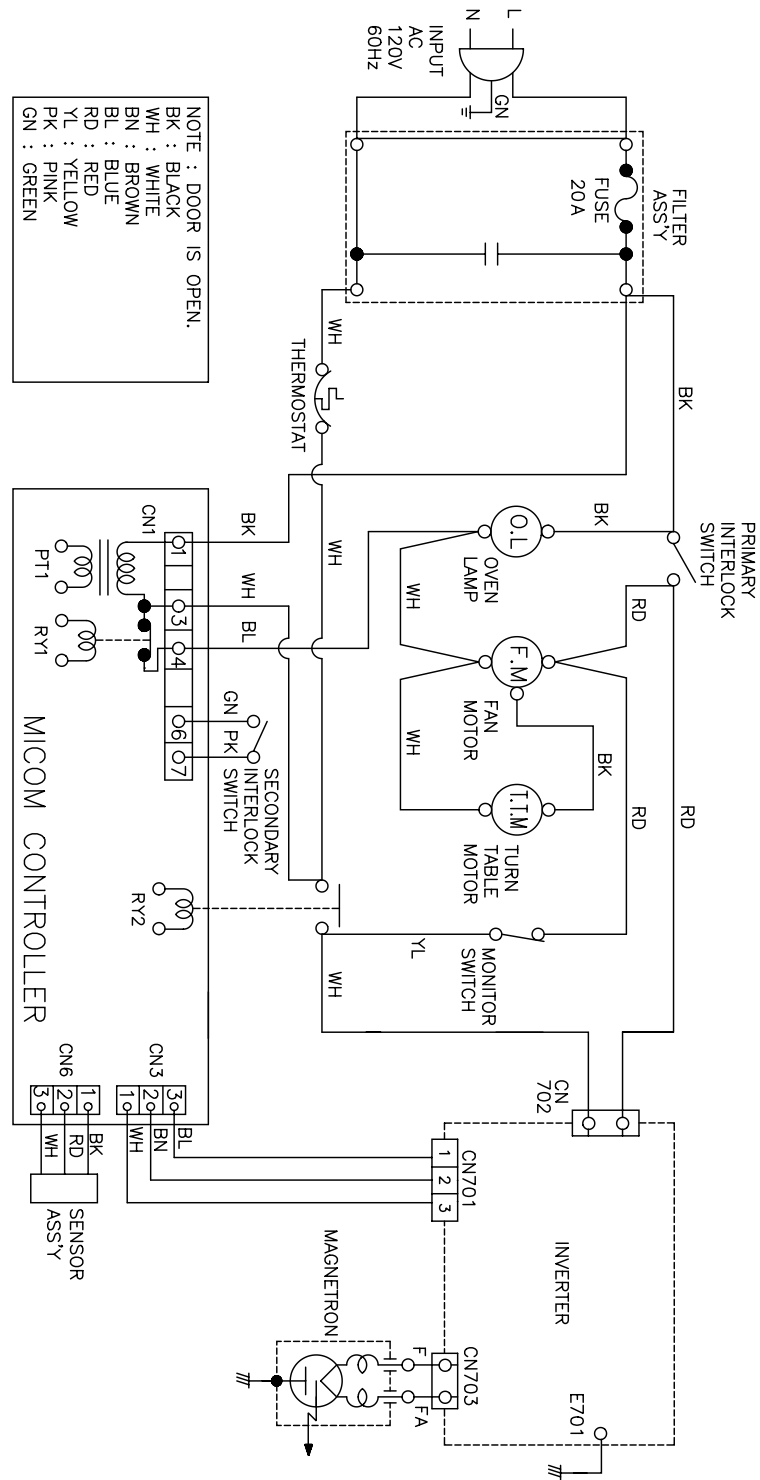 L
N
INPUT
AC
120V
60Hz
GN
FILTER
ASS'Y
FUSE
20A
WH
THERMOSTAT
BK
PRIMARY
INTERLOCK
SWITCH
BK
O.L
OVEN
LAMP
RD
WH
F.M
FAN
MOTOR
WH
BK
T.T.M
TURN
TABLE
MOTOR
RD
RD
MONITOR
SWITCH
YL
WH
WH
BK
WH
BL
CN1
1
3
4
6
7
PT1
RY1
GN
PK
SECONDARY
INTERLOCK
SWITCH
RY2
MICOM CONTROLLER
CN3
3
2
1
BL
BN
WH
CN6
1
2
3
BK
RD
WH
SENSOR
ASS'Y
CN
702
CN701
1
2
3
INVERTER
CN703
E701
F
FA
MAGNETRON
NOTE : DOOR IS OPEN.
BK : BLACK
WH : WHITE
BN : BROWN
BL : BLUE
RD : RED
YL : YELLOW
PK : PINK
GN : GREEN